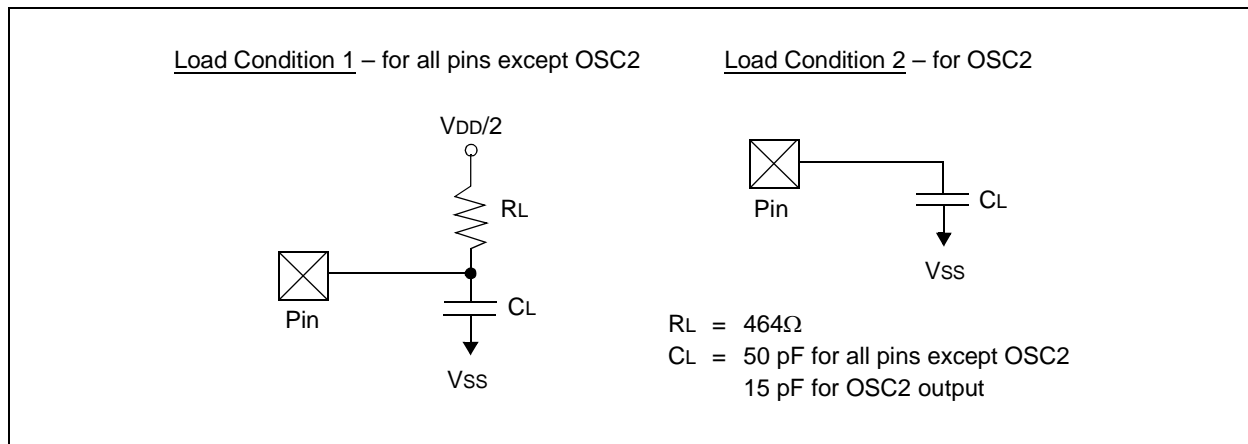 Load Condition 1 – for all pins except OSC2
Load Condition 2 – for OSC2
VDD/2
RL
Pin
CL
VSS
Pin
CL
VSS
RL = 464Ω
CL = 50 pF for all pins except OSC2
15 pF for OSC2 output